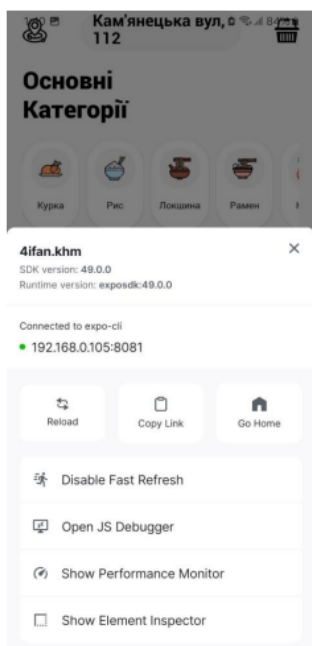 Кам'янецька вул,
112
Основні
Категорії
Курка
Рис
Локшина
Рамен
4ifan.khm
SDK version: 49.0.0
Runtime version: exposdk:49.0.0
Connected to expo-cli
192.168.0.105:8081
Reload
Copy Link
Go Home
Disable Fast Refresh
Open JS Debugger
Show Performance Monitor
Show Element Inspector